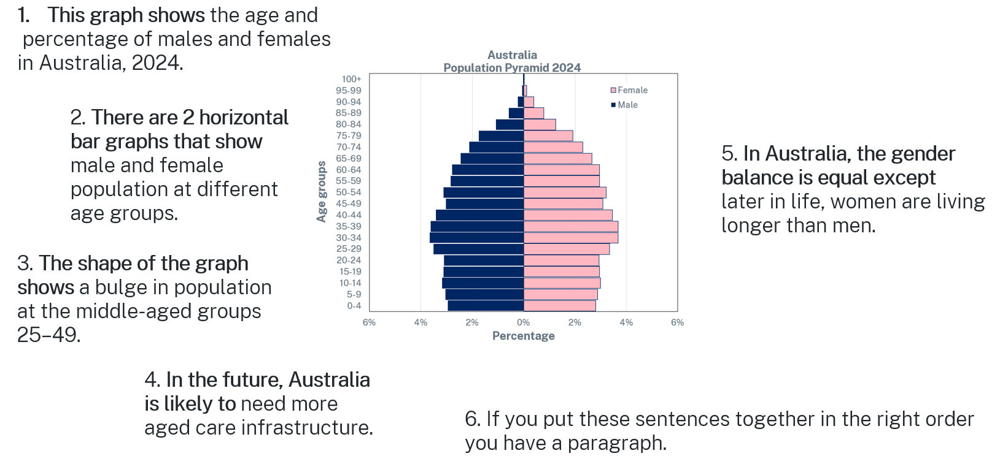 1. This graph shows the age and
percentage of males and females
in Australia, 2024.
2. There are 2 horizontal
bar graphs that show
male and female
population at different
age groups.
3. The shape of the graph
shows a bulge in population
at the middle-aged groups
25–49.
4. In the future, Australia
is likely to need more
aged care infrastructure.
Australia
Population Pyramid 2024
Female
Male
Age groups
100+
95-99
90-94
85-89
80-84
75-79
70-74
65-69
60-64
55-59
50-54
45-49
40-44
35-39
30-34
25-29
20-24
15-19
10-14
5-9
0-4
6% 4% 2% 0% 2% 4% 6%
Percentage
5. In Australia, the gender
balance is equal except
later in life, women are living
longer than men.
6. If you put these sentences together in the right order
you have a paragraph.